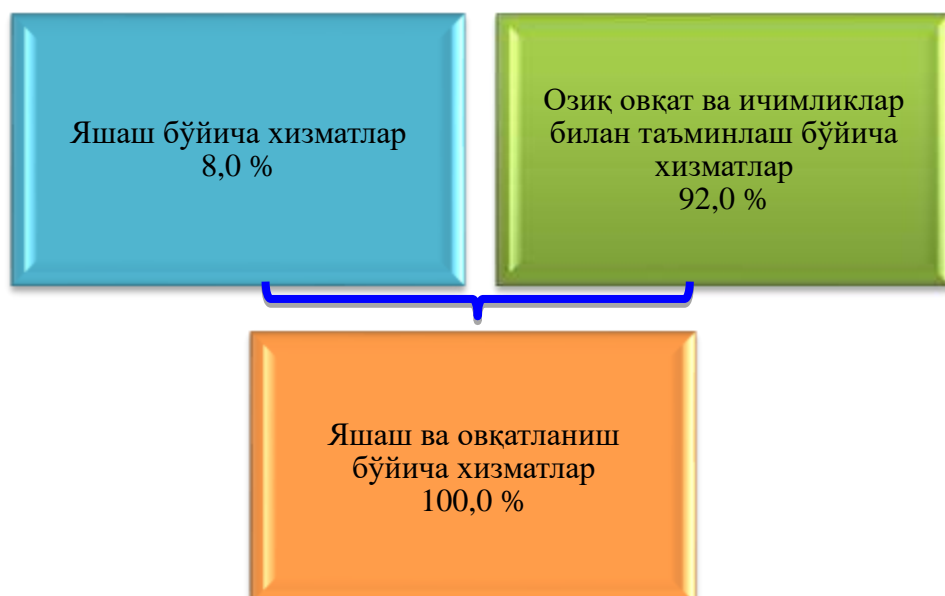 Яшаш бўйича хизматлар
8,0 %
Озиқ овқат ва ичимликлар
билан таъминлаш бўйича
хизматлар
92,0 %
Яшаш ва овқатланиш
бўйича хизматлар
100,0 %